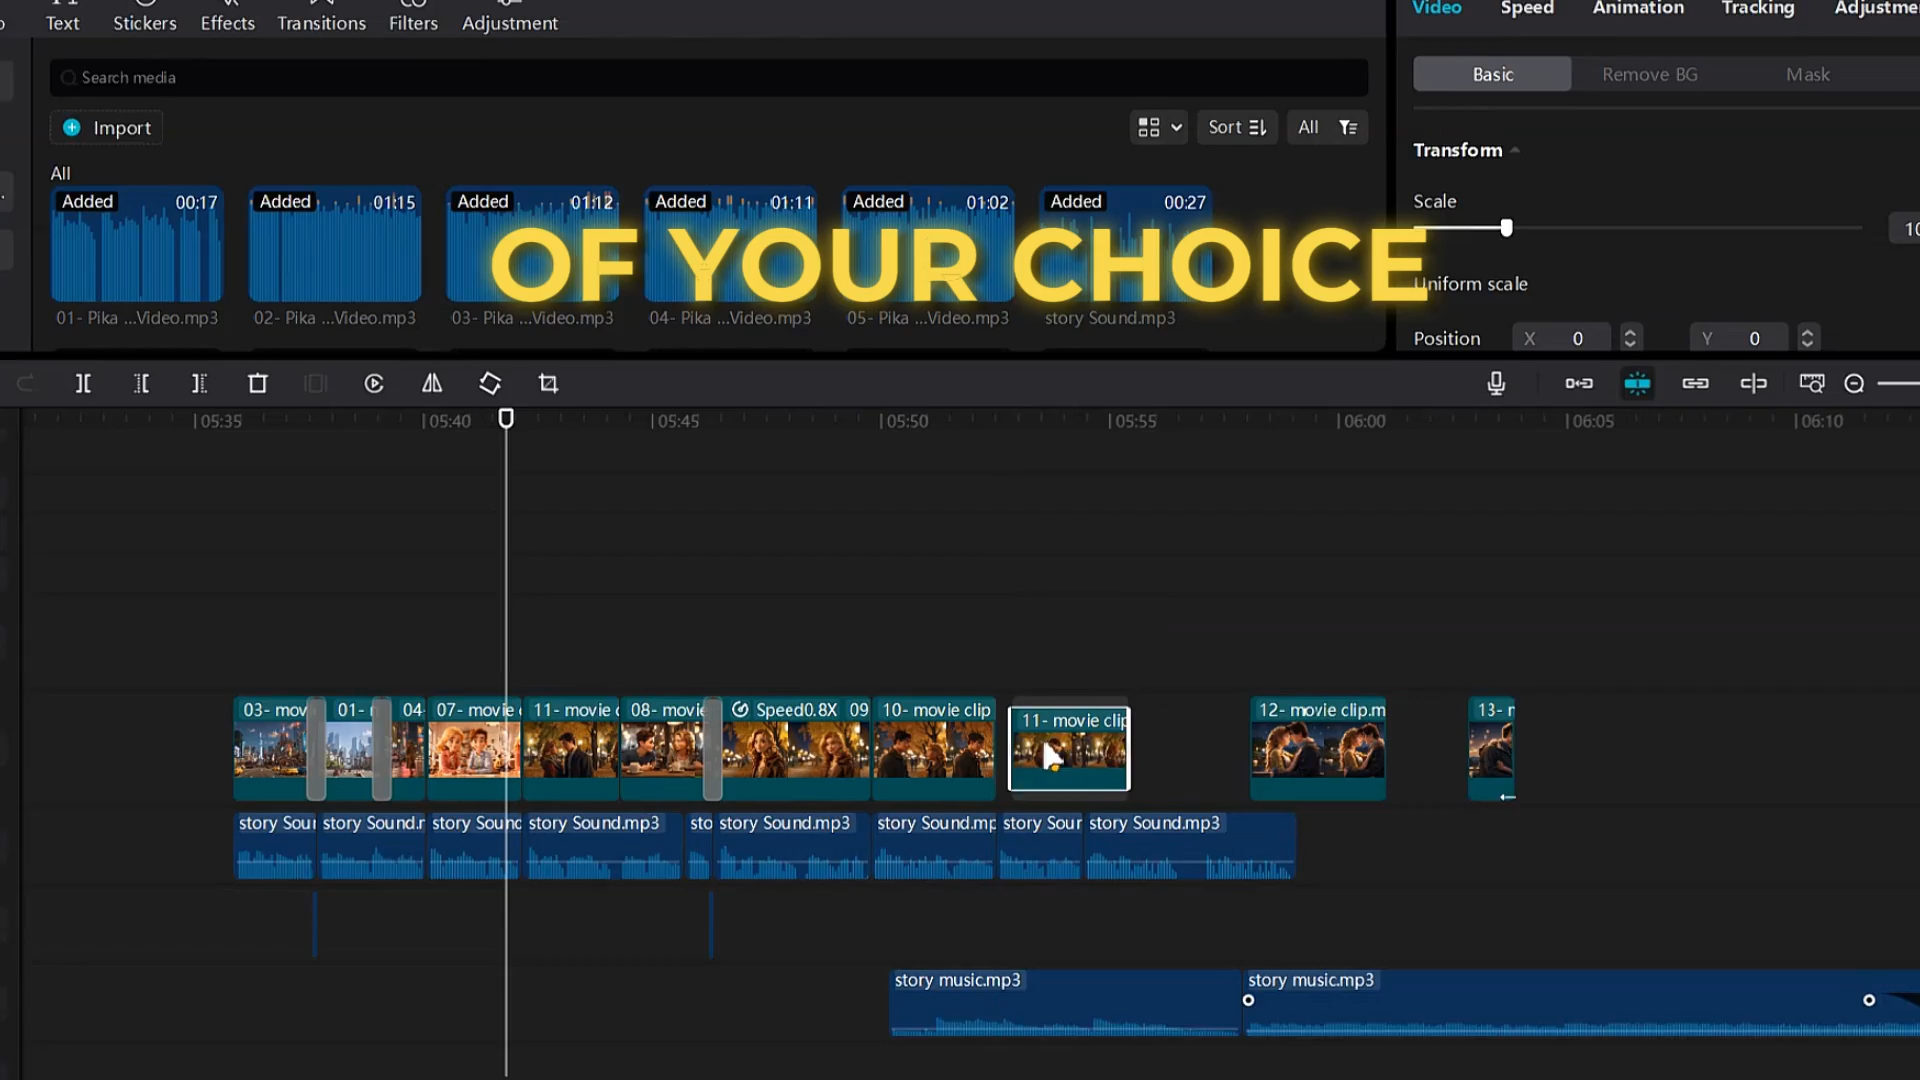 Text Stickers Effects Transitions Filters Adjustment
Video Speed Animation Tracking
Search media
Basic Remove BG Mask
Import
Sort All
Transform
All
Scale
Added 00:17 Added 01:15 Added 01:12 Added 01:11 Added 01:02 Added 00:27
OF YOUR CHOICE
Uniform scale
01- Pika ...Video.mp3 02- Pika ...Video.mp3 03- Pika ...Video.mp3 04- Pika ...Video.mp3 05- Pika ...Video.mp3 story Sound.mp3
Position X 0 Y 0
05:35 05:40 05:45 05:50 05:55 06:00 06:05 06:10
03- mov 01- 04- 07- movie 11- movie 08- movie Speed0.8X 09 10- movie clip 11- movie clip 12- movie clip.m 13-
story Sour story Sound.r story Sound story Sound.mp3 sto story Sound.mp3 story Sound.mp story Sour story Sound.mp3
story music.mp3 story music.mp3